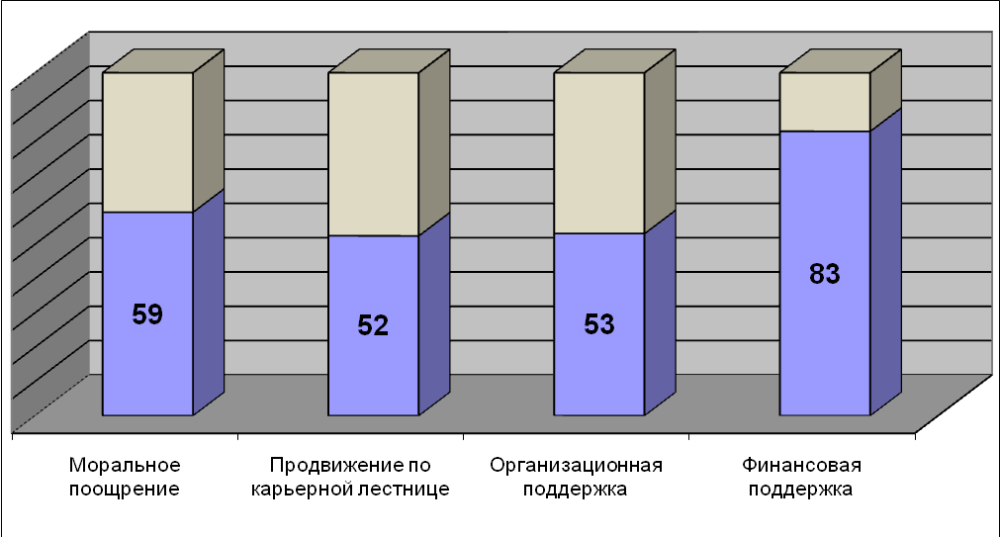 59
52
53
83
Моральное
поощрение
Продвижение по
карьерной лестнице
Организационная
поддержка
Финансовая
поддержка